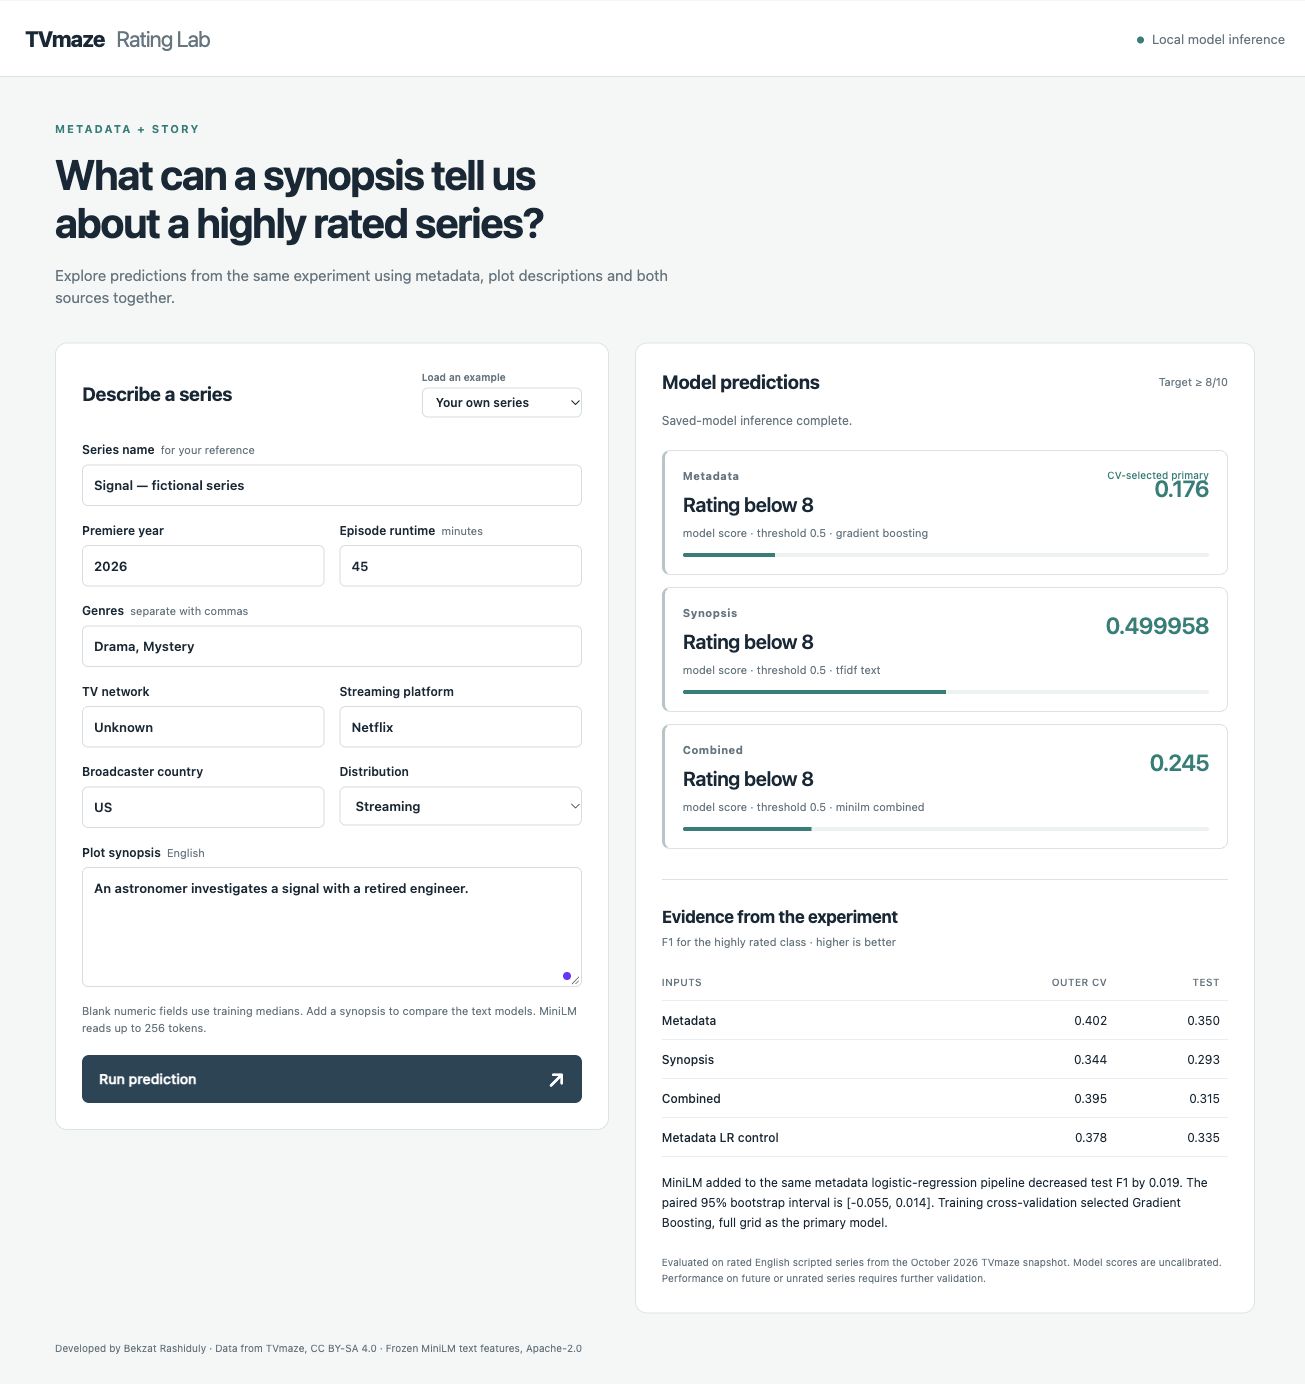 TVmaze Rating Lab
Local model inference
METADATA + STORY
What can a synopsis tell us
about a highly rated series?
Explore predictions from the same experiment using metadata, plot descriptions and both
sources together.
Describe a series
Load an example
Your own series
Series name for your reference
Signal — fictional series
Premiere year
Episode runtime minutes
2026
45
Genres separate with commas
Drama, Mystery
TV network
Streaming platform
Unknown
Netflix
Broadcaster country
Distribution
US
Streaming
Plot synopsis English
An astronomer investigates a signal with a retired engineer.
Blank numeric fields use training medians. Add a synopsis to compare the text models. MiniLM
reads up to 256 tokens.
Run prediction
Model predictions
Target ≥ 8/10
Saved-model inference complete.
Metadata
CV-selected primary
0.176
Rating below 8
model score · threshold 0.5 · gradient boosting
Synopsis
0.499958
Rating below 8
model score · threshold 0.5 · tfidf text
Combined
0.245
Rating below 8
model score · threshold 0.5 · minilm combined
Evidence from the experiment
F1 for the highly rated class · higher is better
INPUTS OUTER CV TEST
Metadata 0.402 0.350
Synopsis 0.344 0.293
Combined 0.395 0.315
Metadata LR control 0.378 0.335
MiniLM added to the same metadata logistic-regression pipeline decreased test F1 by 0.019. The
paired 95% bootstrap interval is [-0.055, 0.014]. Training cross-validation selected Gradient
Boosting, full grid as the primary model.
Evaluated on rated English scripted series from the October 2026 TVmaze snapshot. Model scores are uncalibrated.
Performance on future or unrated series requires further validation.
Developed by Bekzat Rashiduly · Data from TVmaze, CC BY-SA 4.0 · Frozen MiniLM text features, Apache-2.0